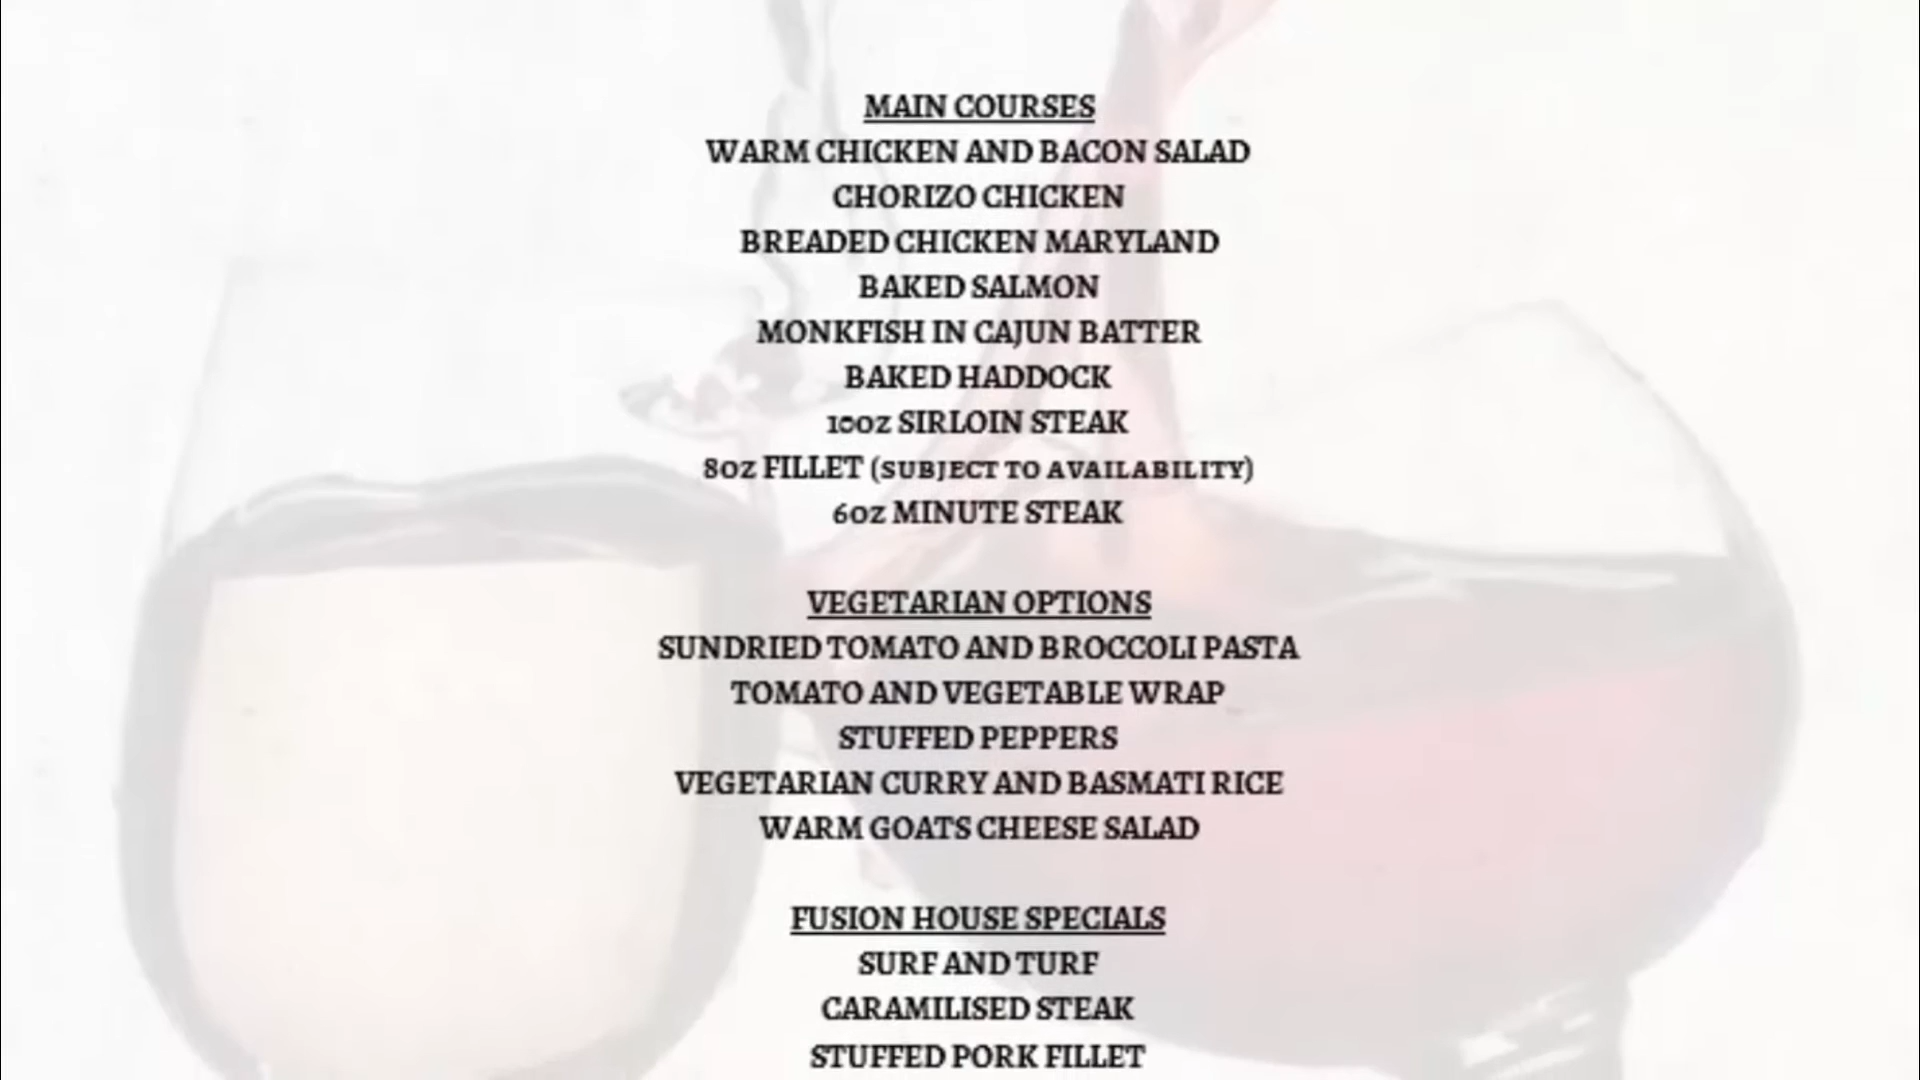 MAIN COURSES
WARM CHICKEN AND BACON SALAD
CHORIZO CHICKEN
BREADED CHICKEN MARYLAND
BAKED SALMON
MONKFISH IN CAJUN BATTER
BAKED HADDOCK
10oz SIRLOIN STEAK
8oz FILLET (SUBJECT TO AVAILABILITY)
6oz MINUTE STEAK
VEGETARIAN OPTIONS
SUNDRIED TOMATO AND BROCCOLI PASTA
TOMATO AND VEGETABLE WRAP
STUFFED PEPPERS
VEGETARIAN CURRY AND BASMATI RICE
WARM GOATS CHEESE SALAD
FUSION HOUSE SPECIALS
SURF AND TURF
CARAMILISED STEAK
STUFFED PORK FILLET